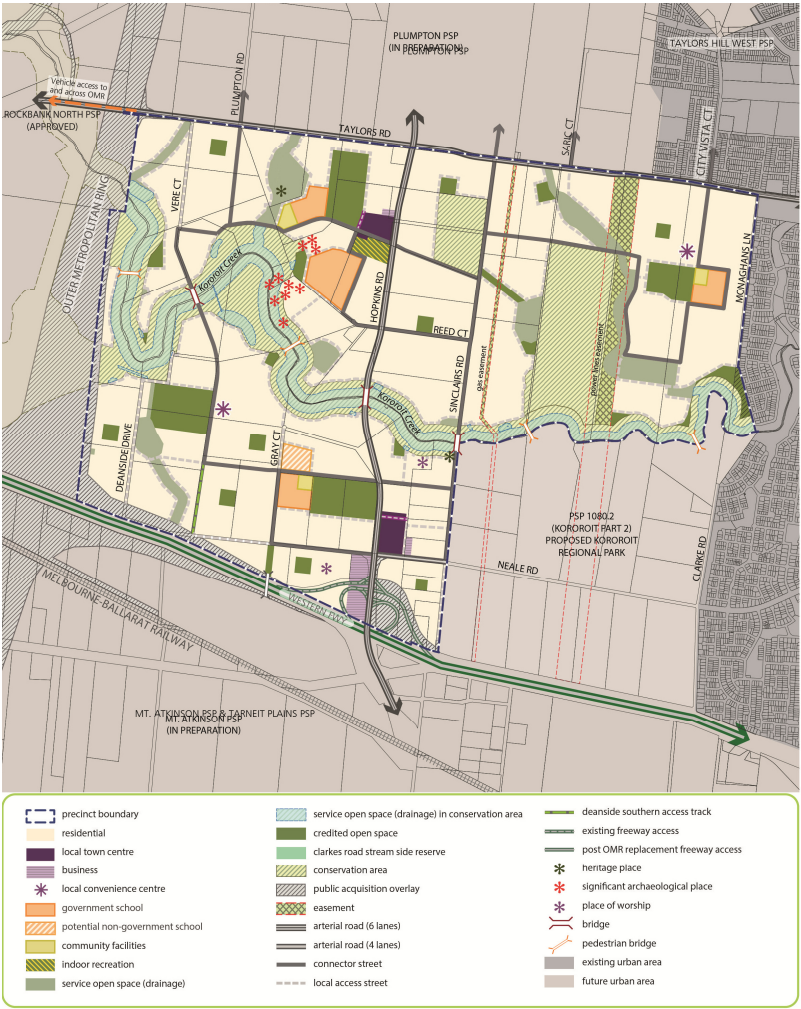 PLUMPTON PSP
(IN PREPARATION)
PLUMPTON PSP
TAYLORS HILL WEST PSP
Vehicle access to
and across OMR
ROCKBANK NORTH PSP
(APPROVED)
PLUMPTON RD
TAYLORS RD
SARIC CT
CITY VISTA CT
OUTER METROPOLITAN RING
VERE CT
Kororoit Creek
HOPKINS RD
REED CT
SINCLAIRS RD
gas easement
power lines easement
MCNAGHANS LN
Kororoit Creek
DEANSIDE DRIVE
GRAY CT
PSP 1080.2
(KOROROIT PART 2)
PROPOSED KOROROIT
REGIONAL PARK
NEALE RD
CLARKE RD
WESTERN FWY
MELBOURNE-BALLARAT RAILWAY
MT. ATKINSON PSP & TARNEIT PLAINS PSP
MT. ATKINSON PSP
(IN PREPARATION)
precinct boundary
residential
local town centre
business
local convenience centre
government school
potential non-government school
community facilities
indoor recreation
service open space (drainage)
service open space (drainage) in conservation area
credited open space
clarkes road stream side reserve
conservation area
public acquisition overlay
easement
arterial road (6 lanes)
arterial road (4 lanes)
connector street
local access street
deanside southern access track
existing freeway access
post OMR replacement freeway access
heritage place
significant archaeological place
place of worship
bridge
pedestrian bridge
existing urban area
future urban area